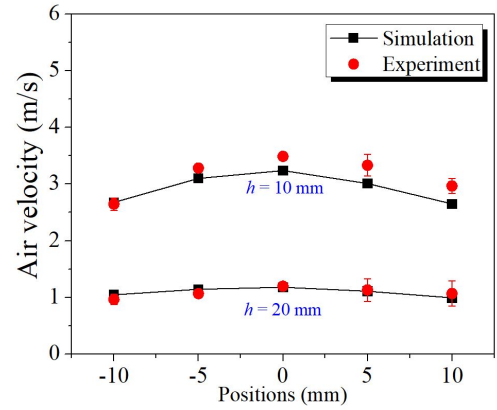 6
5
4
3
2
1
0
Air velocity (m/s)
Simulation
Experiment
h = 10 mm
h = 20 mm
-10 -5 0 5 10
Positions (mm)